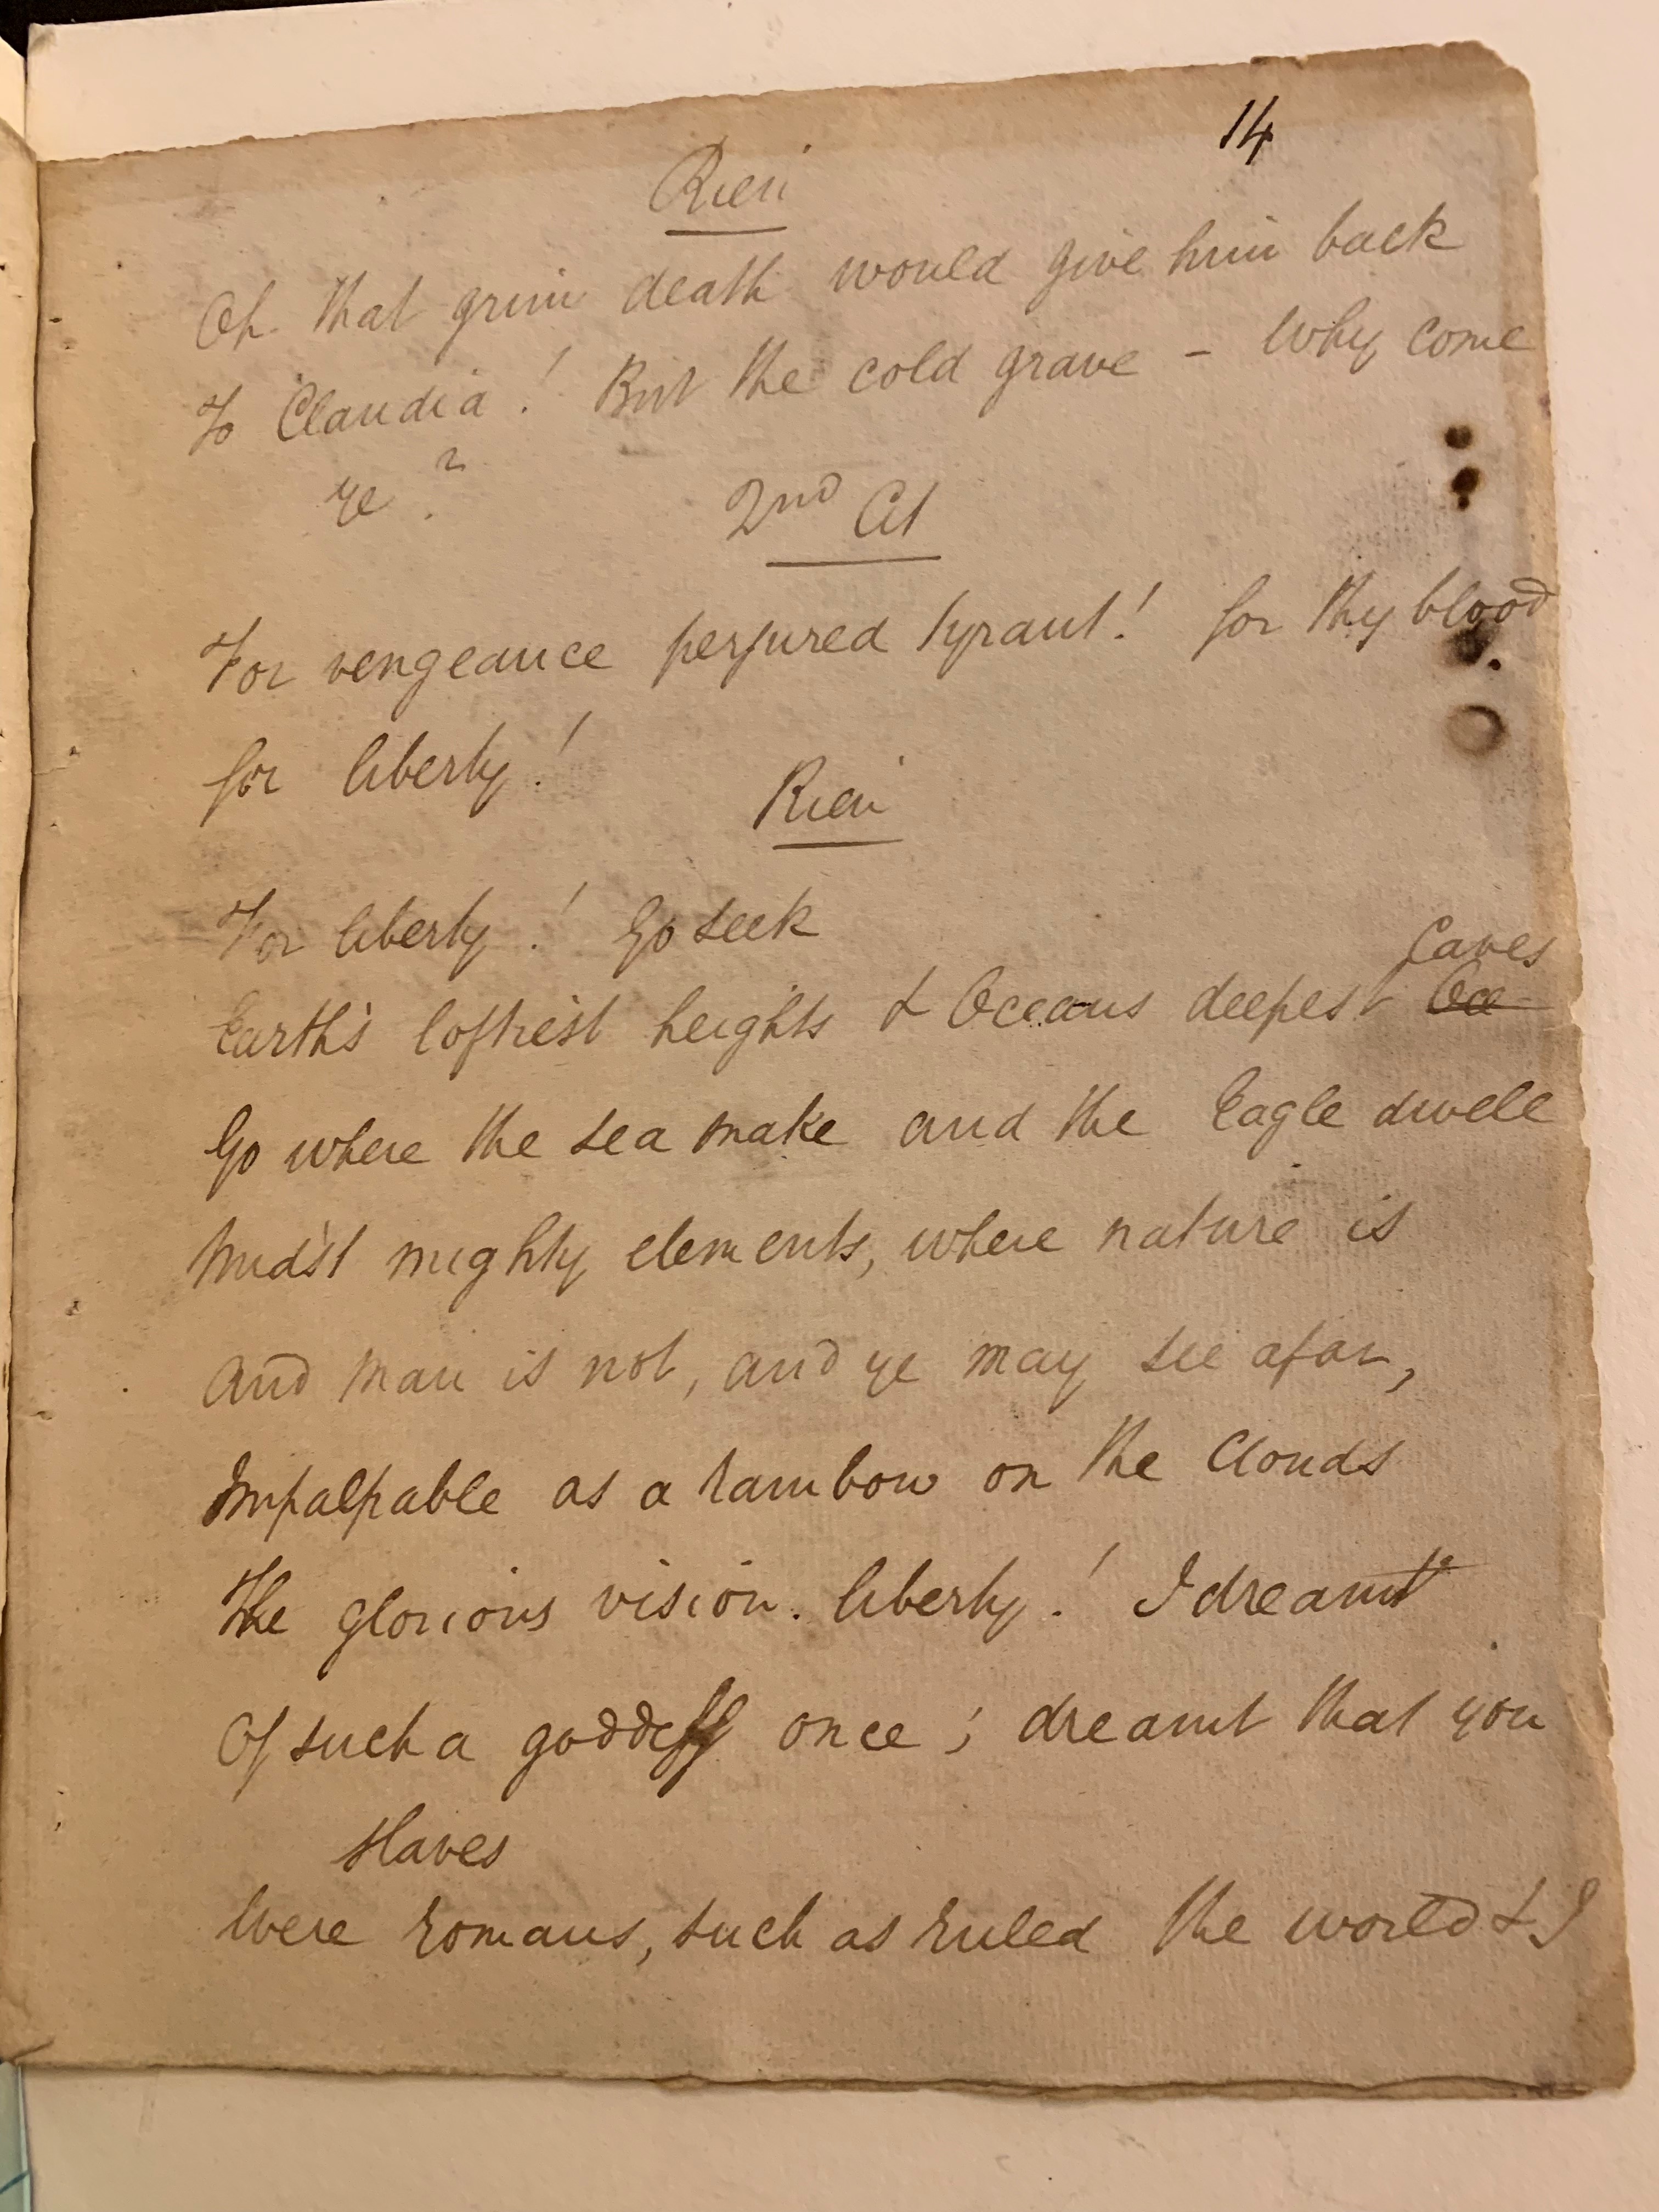 14
Rien
Oh that grim death would give him back
To Claudia! But the cold grave - Why come
ye?
2nd Cit
For vengeance perjured tyrant! for thy blood
for liberty!
Rien
For liberty! Go seek
Caves
Earth's loftiest heights & Oceans deepest Oce
Go where the sea snake and the Eagle dwell
Mid'st mighty elements, where nature is
And man is not, and ye may see afar,
Impalpable as a rainbow on the Clouds
The glorious vision. liberty! I dreamt
Of such a goddess once; dreamt that you
slaves
Were romans, such as ruled the world & I